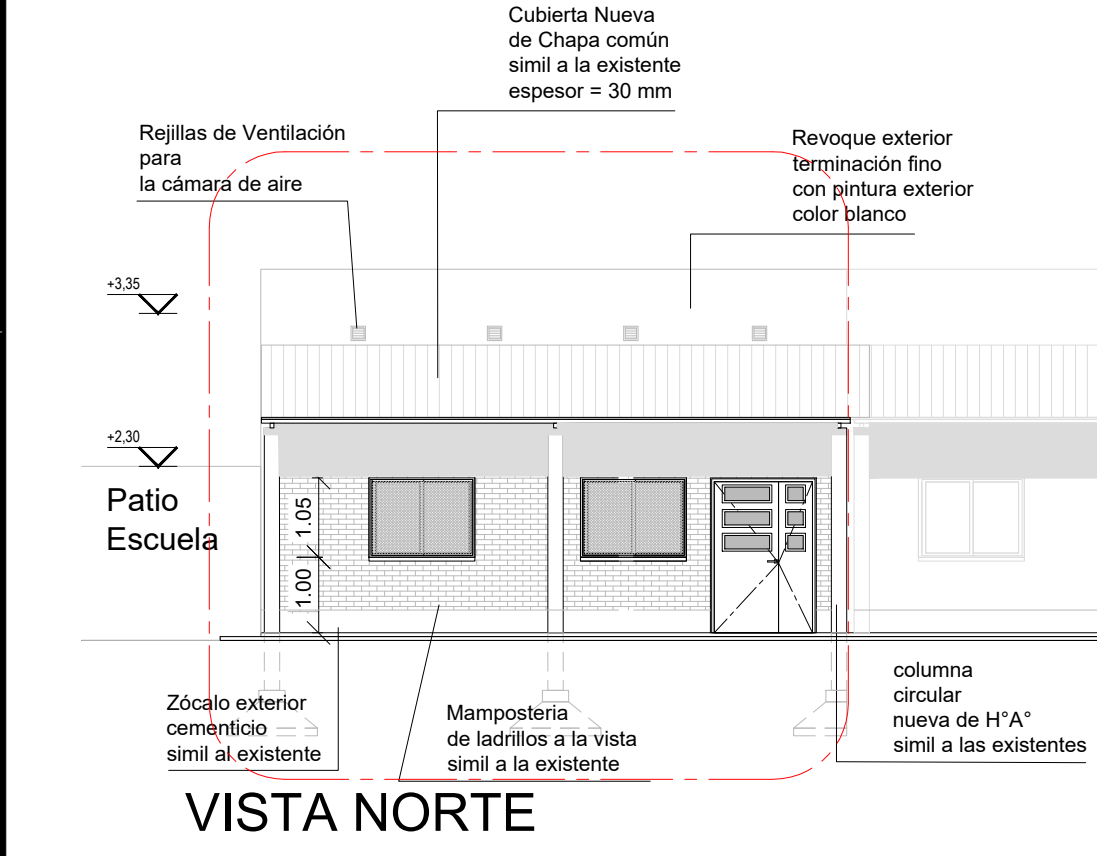 Cubierta Nueva
de Chapa común
simil a la existente
espesor = 30 mm
Rejillas de Ventilación
para
la cámara de aire
Revoque exterior
terminación fino
con pintura exterior
color blanco
+3,35
+2,30
Patio
Escuela
1.05
1.00
Zócalo exterior
cementicio
simil al existente
Mamposteria
de ladrillos a la vista
simil a la existente
columna
circular
nueva de H°A°
simil a las existentes
VISTA NORTE